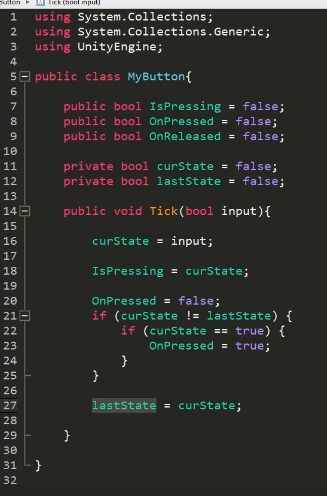 Button ▸ Tick (bool input)
1 using System.Collections;
2 using System.Collections.Generic;
3 using UnityEngine;
4
5 public class MyButton{
6
7 public bool IsPressing = false;
8 public bool OnPressed = false;
9 public bool OnReleased = false;
10
11 private bool curState = false;
12 private bool lastState = false;
13
14 public void Tick(bool input){
15
16 curState = input;
17
18 IsPressing = curState;
19
20 OnPressed = false;
21 if (curState != lastState) {
22 if (curState == true) {
23 OnPressed = true;
24 }
25 }
26
27 lastState = curState;
28
29 }
30
31 }
32